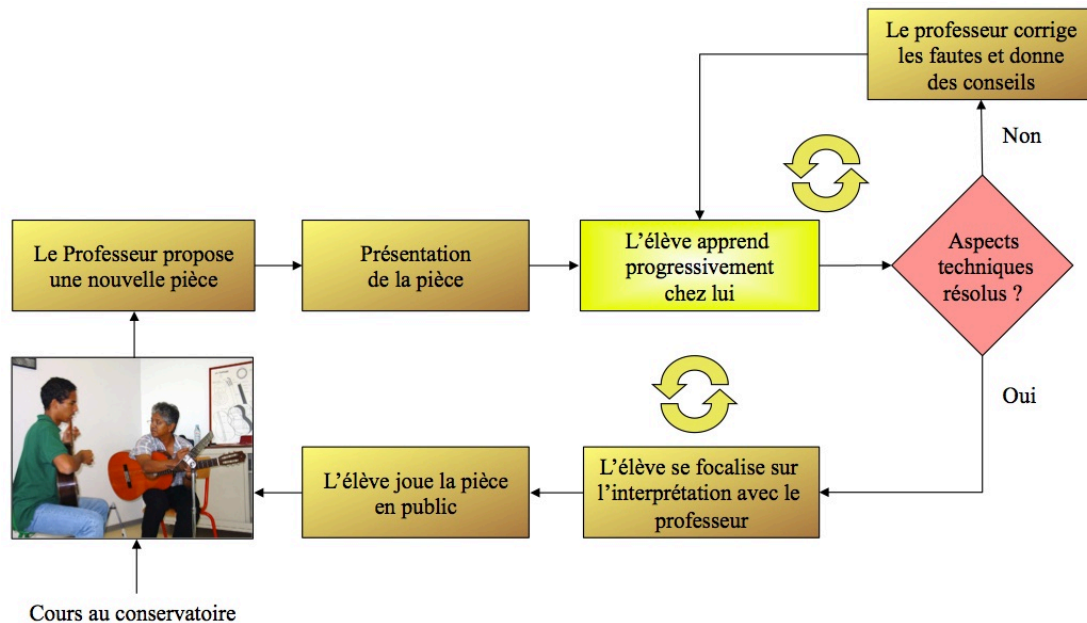 Le professeur corrige
les fautes et donne
des conseils
Non
Le Professeur propose
une nouvelle pièce
Présentation
de la pièce
L'élève apprend
progressivement
chez lui
Aspects
techniques
résolus ?
Oui
L'élève joue la pièce
en public
L'élève se focalise sur
l'interprétation avec le
professeur
Cours au conservatoire